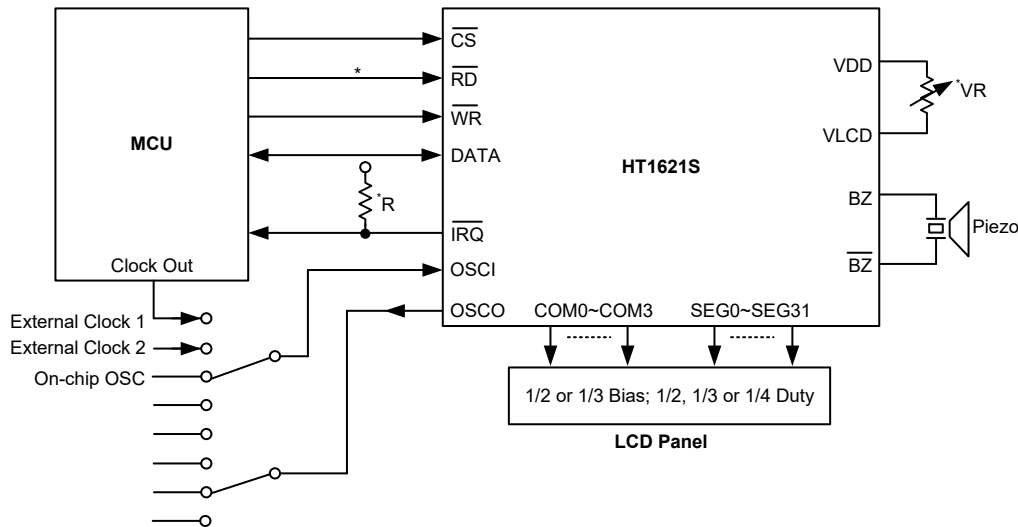 MCU
CS
RD
*
WR
DATA
*R
IRQ
OSCI
OSCO
Clock Out
HT1621S
VDD
*VR
VLCD
BZ
BZ
Piezo
COM0~COM3
SEG0~SEG31
External Clock 1
External Clock 2
On-chip OSC
1/2 or 1/3 Bias; 1/2, 1/3 or 1/4 Duty
LCD Panel